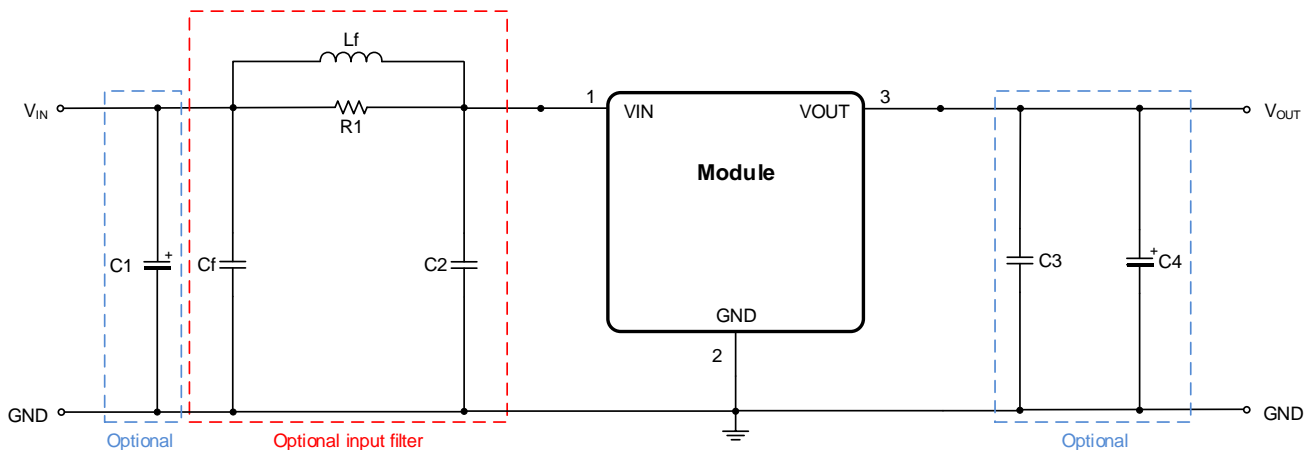 Lf
VIN
R1
1
VIN
VOUT
3
VOUT
Module
C1
+
Cf
C2
C3
+
C4
GND
2
GND
GND
Optional
Optional input filter
Optional